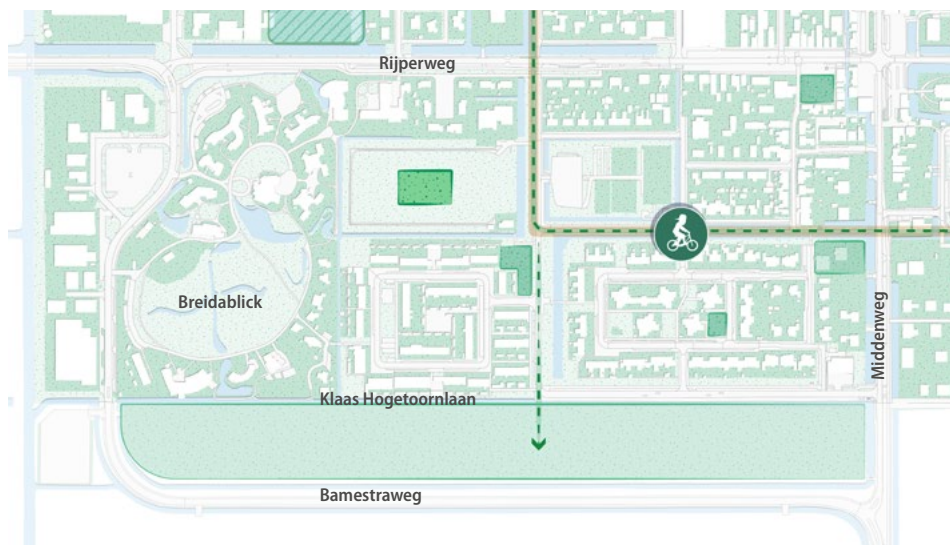 Rijperweg
Breidablick
Middenweg
Klaas Hogetoornlaan
Bamestraweg